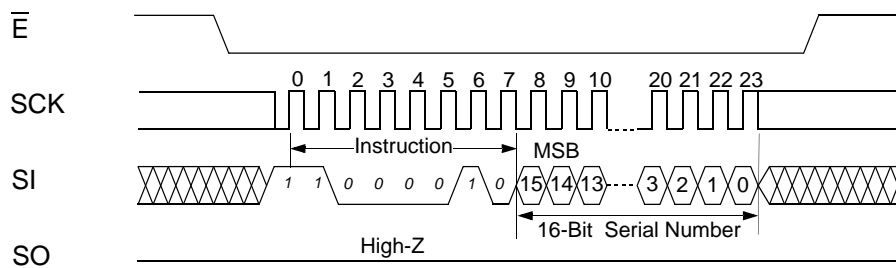 E
SCK
0 1 2 3 4 5 6 7 8 9 10 20 21 22 23
Instruction
MSB
SI
1 1 0 0 0 0 1 0 15 14 13 3 2 1 0
16-Bit Serial Number
High-Z
SO